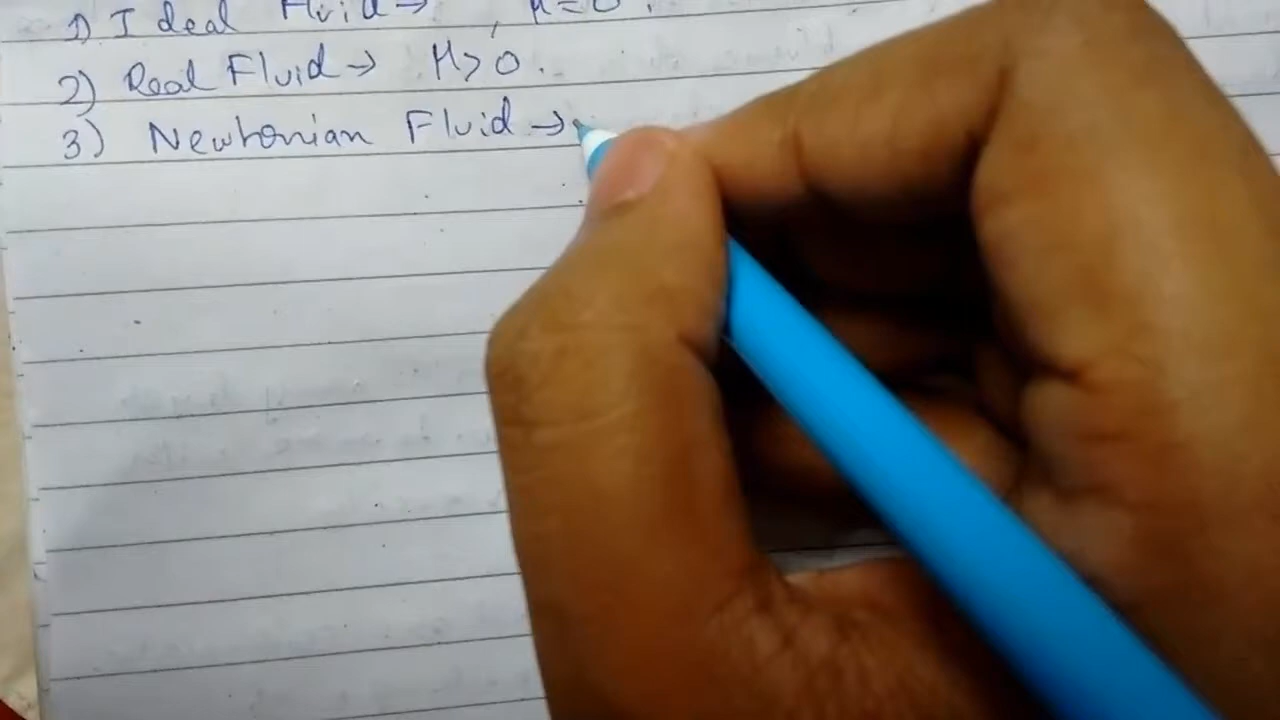 1) Ideal Fluid → , μ = 0.
2) Real Fluid → μ > 0.
3) Newtonian Fluid →